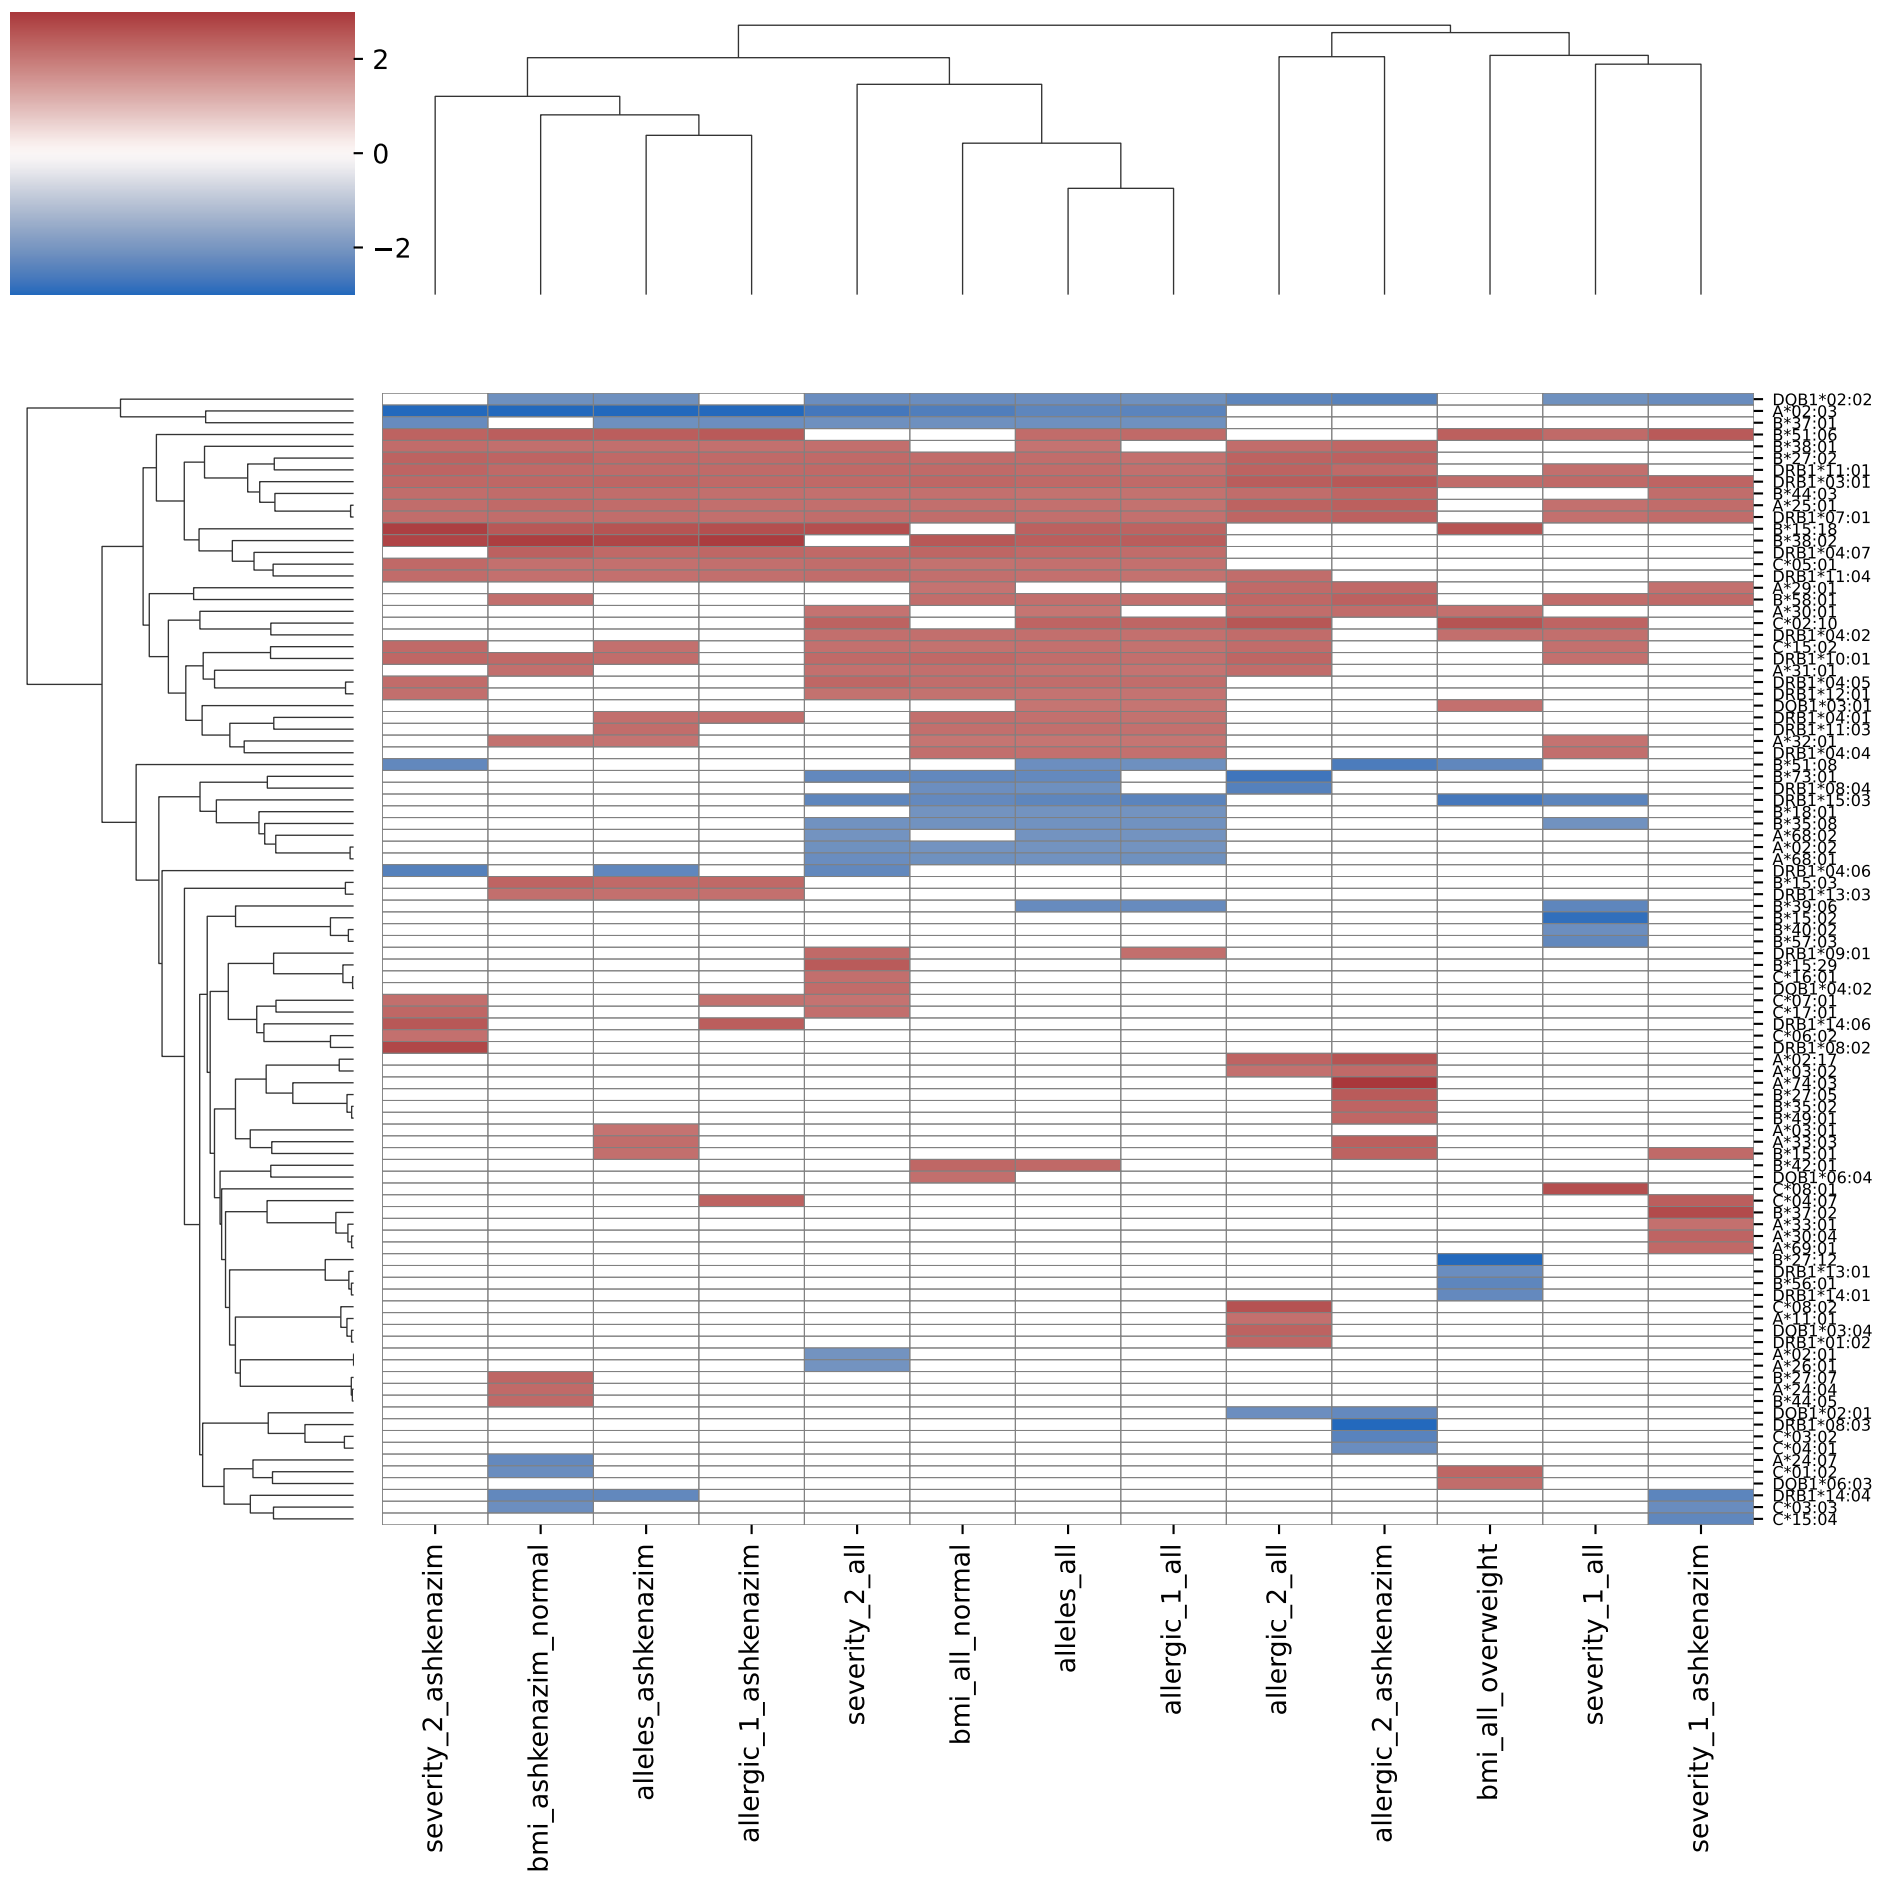 2
0
−2
DQB1*02:02
A*02:03
B*37:01
B*51:06
B*38:01
B*27:02
DRB1*11:01
DRB1*03:01
B*44:03
A*25:01
DRB1*07:01
B*15:18
B*38:02
DRB1*04:07
C*05:01
DRB1*11:04
A*29:01
B*58:01
A*30:01
C*02:10
DRB1*04:02
C*15:02
DRB1*10:01
A*31:01
DRB1*04:05
DRB1*12:01
DQB1*03:01
DRB1*04:01
DRB1*11:03
A*32:01
DRB1*04:04
B*51:08
B*73:01
DRB1*08:04
DRB1*15:03
B*18:01
B*35:08
A*68:02
A*02:02
A*68:01
DRB1*04:06
B*15:03
DRB1*13:03
B*39:06
B*15:02
B*40:02
B*57:03
DRB1*09:01
B*15:29
C*16:01
DQB1*04:02
C*07:01
C*17:01
DRB1*14:06
C*06:02
DRB1*08:02
A*02:17
A*03:02
A*74:03
B*27:05
B*35:02
B*49:01
A*03:01
A*33:03
B*15:01
B*42:01
DQB1*06:04
C*08:01
C*04:07
B*37:02
A*33:01
A*30:04
A*69:01
B*27:12
DRB1*13:01
B*56:01
DRB1*14:01
C*08:02
A*11:01
DQB1*03:04
DRB1*01:02
A*02:01
A*26:01
B*27:07
A*24:04
B*44:05
DQB1*02:01
DRB1*08:03
C*03:02
C*04:01
A*24:07
C*01:02
DQB1*06:03
DRB1*14:04
C*03:03
C*15:04
severity_2_ashkenazim
bmi_ashkenazim_normal
alleles_ashkenazim
allergic_1_ashkenazim
severity_2_all
bmi_all_normal
alleles_all
allergic_1_all
allergic_2_all
allergic_2_ashkenazim
bmi_all_overweight
severity_1_all
severity_1_ashkenazim